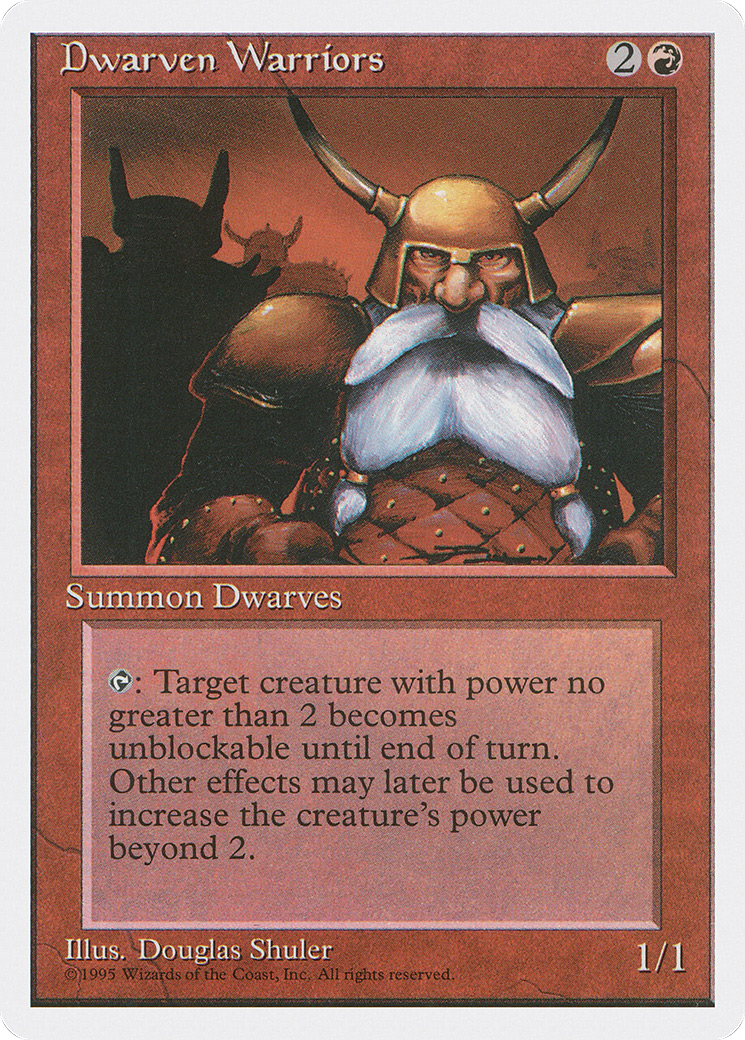 Dwarven Warriors 2
Summon Dwarves
: Target creature with power no
greater than 2 becomes
unblockable until end of turn.
Other effects may later be used to
increase the creature's power
beyond 2.
Illus. Douglas Shuler
1/1
©1995 Wizards of the Coast, Inc. All rights reserved.